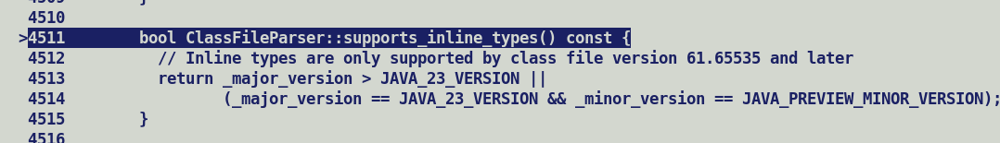 4509 }
4510
>4511 bool ClassFileParser::supports_inline_types() const {
4512 // Inline types are only supported by class file version 61.65535 and later
4513 return _major_version > JAVA_23_VERSION ||
4514 (_major_version == JAVA_23_VERSION && _minor_version == JAVA_PREVIEW_MINOR_VERSION);
4515 }
4516